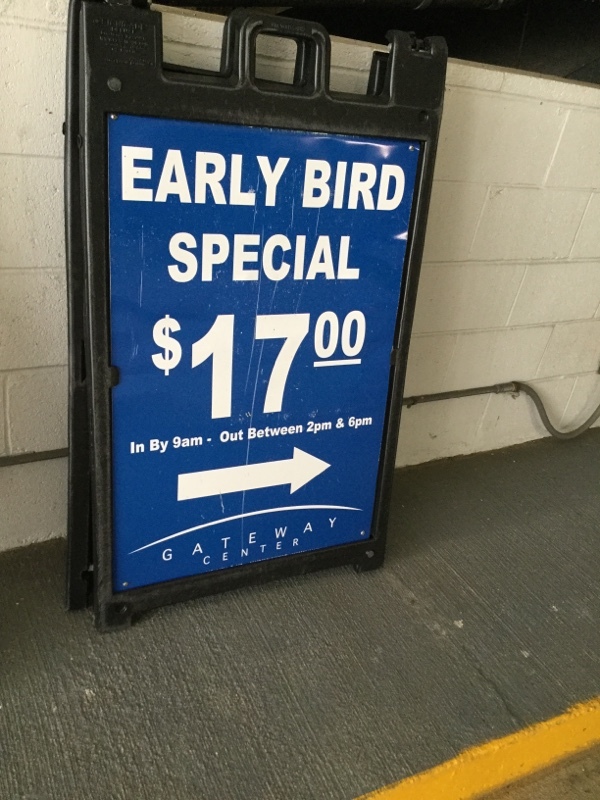 EARLY BIRD
SPECIAL
$17 00
In By 9am - Out Between 2pm & 6pm
GATEWAY
CENTER